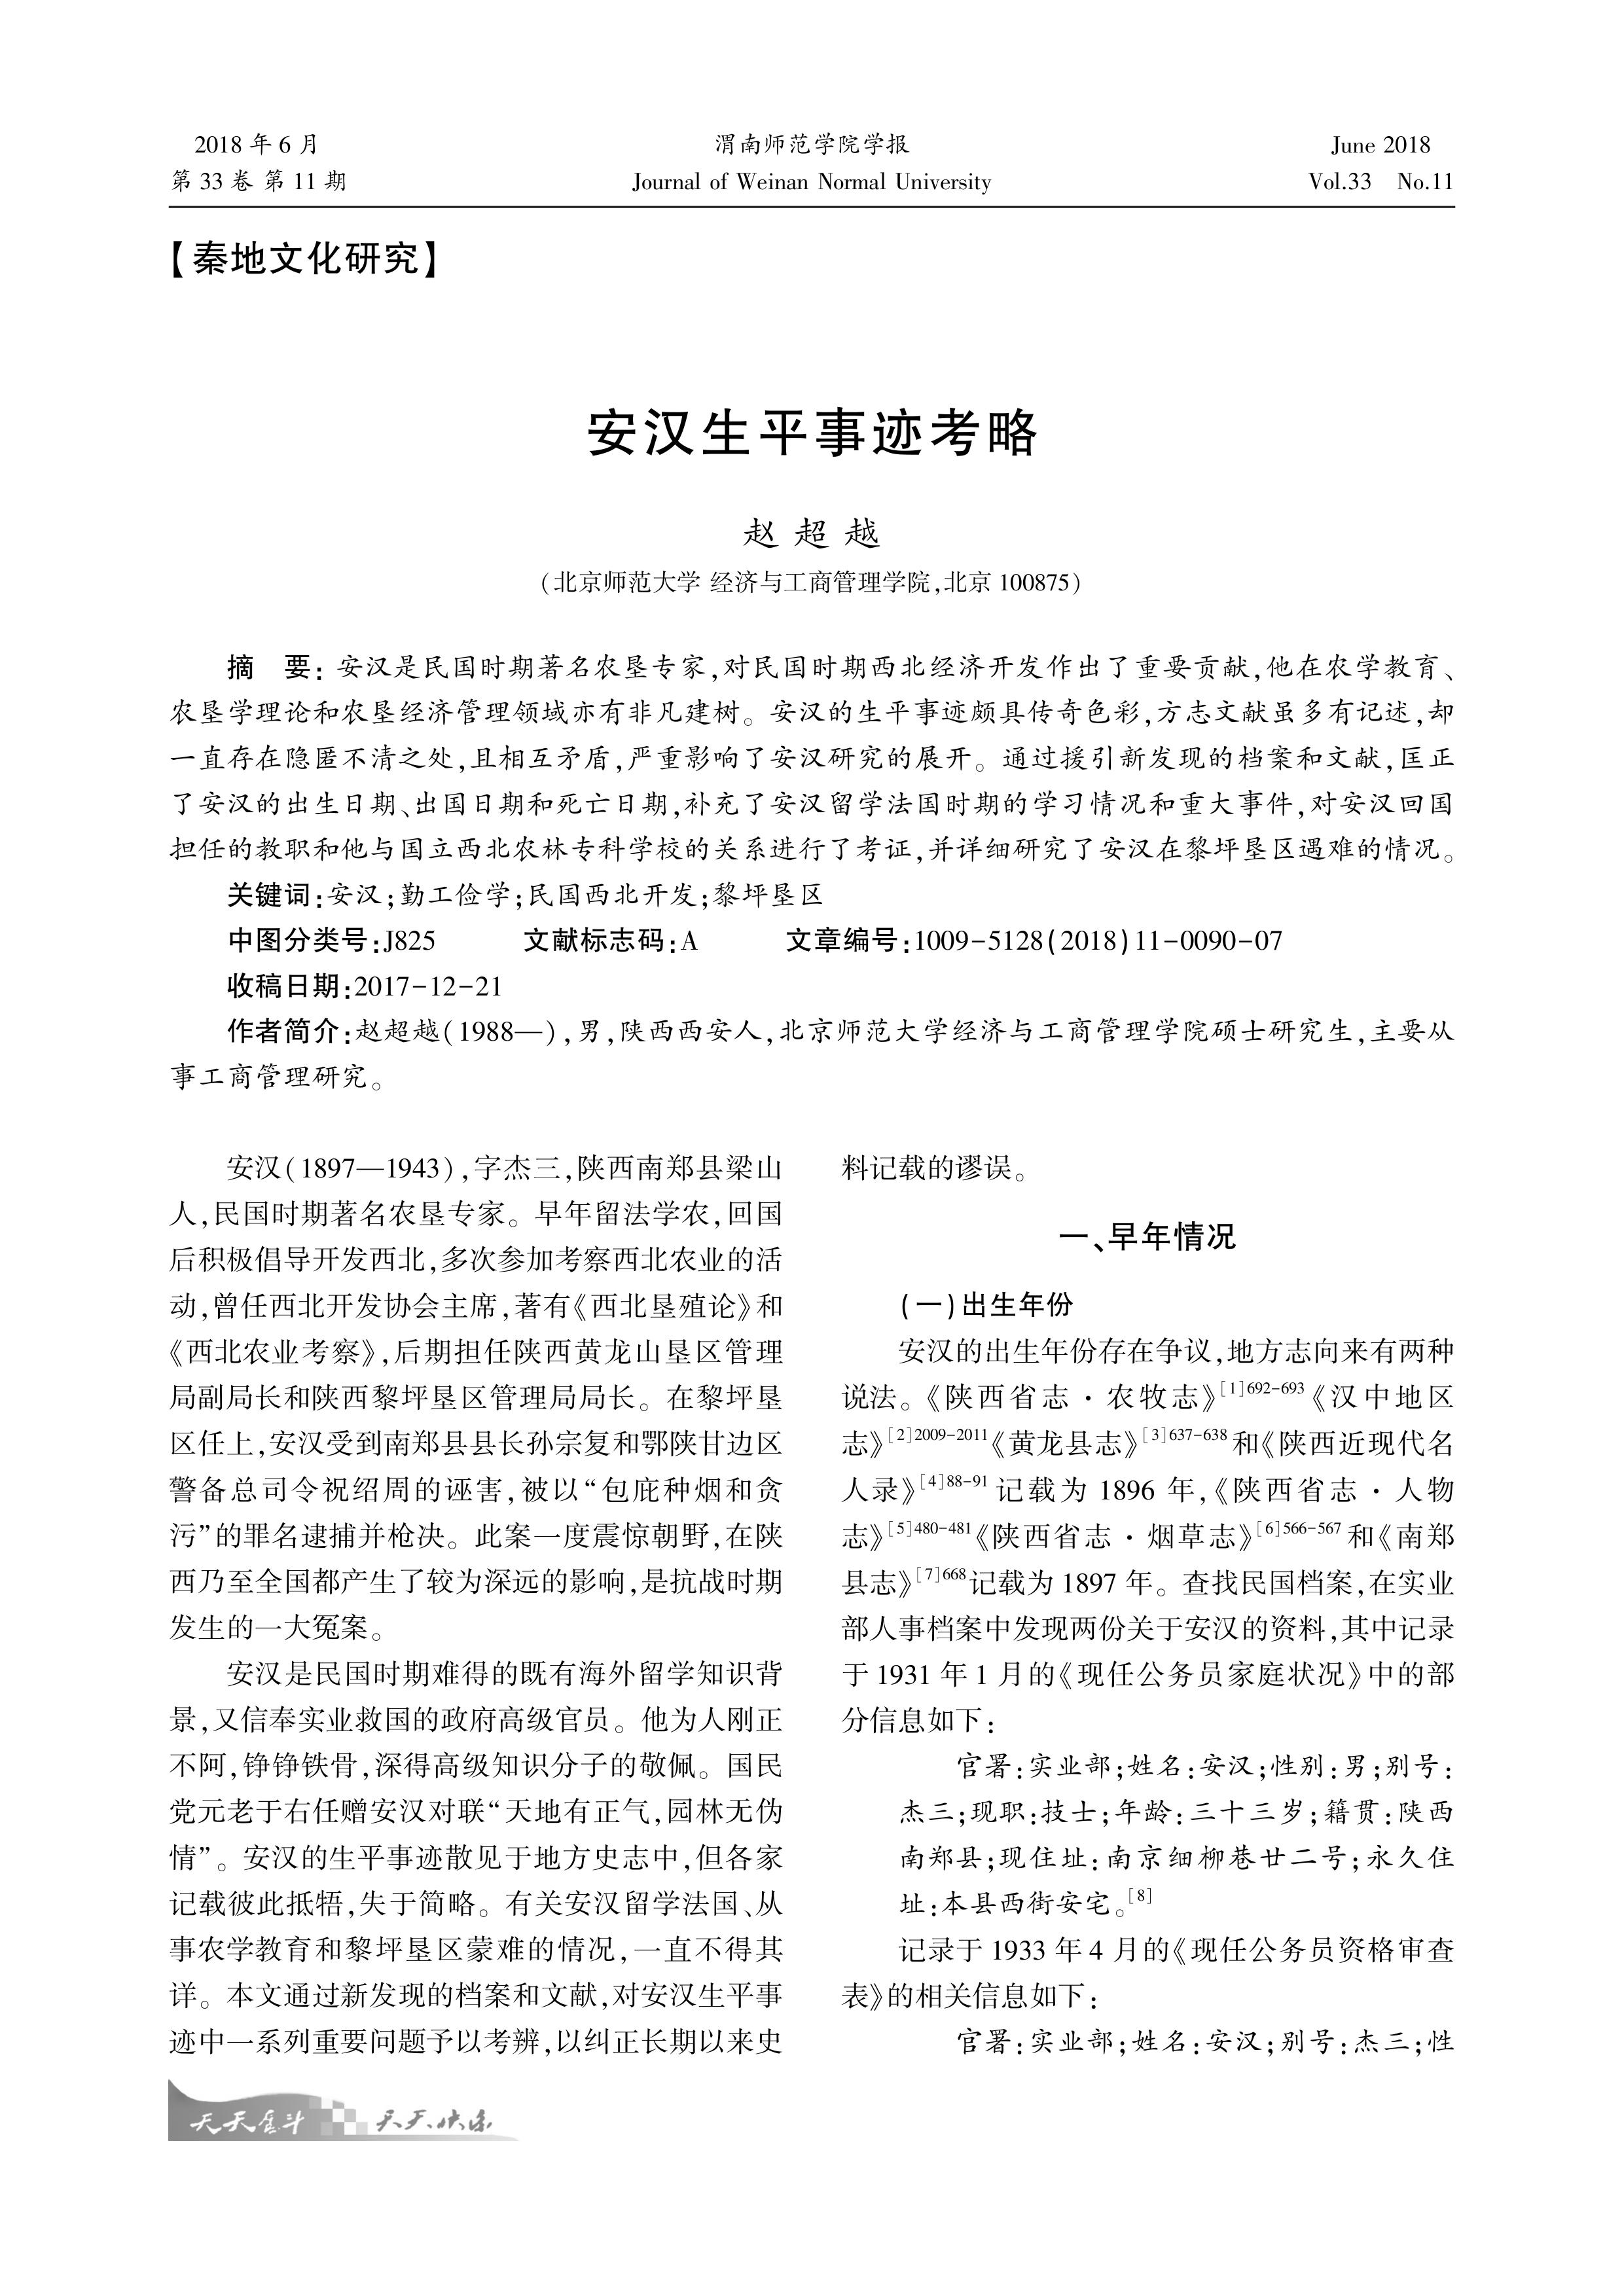 2018 年 6 月
渭南师范学院学报
June 2018
第 33 卷 第 11 期
Journal of Weinan Normal University
Vol.33 No.11
【秦地文化研究】
安汉生平事迹考略
赵 超 越
(北京师范大学 经济与工商管理学院,北京 100875)
摘 要: 安汉是民国时期著名农垦专家,对民国时期西北经济开发作出了重要贡献,他在农学教育、
农垦学理论和农垦经济管理领域亦有非凡建树。安汉的生平事迹颇具传奇色彩,方志文献虽多有记述,却
一直存在隐匿不清之处,且相互矛盾,严重影响了安汉研究的展开。通过援引新发现的档案和文献,匡正
了安汉的出生日期、出国日期和死亡日期,补充了安汉留学法国时期的学习情况和重大事件,对安汉回国
担任的教职和他与国立西北农林专科学校的关系进行了考证,并详细研究了安汉在黎坪垦区遇难的情况。
关键词:安汉;勤工俭学;民国西北开发;黎坪垦区
中图分类号:J825 文献标志码:A 文章编号:1009-5128(2018)11-0090-07
收稿日期:2017-12-21
作者简介:赵超越(1988—),男,陕西西安人,北京师范大学经济与工商管理学院硕士研究生,主要从
事工商管理研究。
安汉(1897—1943),字杰三,陕西南郑县梁山
人,民国时期著名农垦专家。早年留法学农,回国
后积极倡导开发西北,多次参加考察西北农业的活
动,曾任西北开发协会主席,著有《西北垦殖论》和
《西北农业考察》,后期担任陕西黄龙山垦区管理
局副局长和陕西黎坪垦区管理局局长。在黎坪垦
区任上,安汉受到南郑县县长孙宗复和鄂陕甘边区
警备总司令祝绍周的诬害,被以“包庇种烟和贪
污”的罪名逮捕并枪决。此案一度震惊朝野,在陕
西乃至全国都产生了较为深远的影响,是抗战时期
发生的一大冤案。
安汉是民国时期难得的既有海外留学知识背
景,又信奉实业救国的政府高级官员。他为人刚正
不阿,铮铮铁骨,深得高级知识分子的敬佩。国民
党元老于右任赠安汉对联“天地有正气,园林无伪
情”。安汉的生平事迹散见于地方史志中,但各家
记载彼此抵牾,失于简略。有关安汉留学法国、从
事农学教育和黎坪垦区蒙难的情况,一直不得其
详。本文通过新发现的档案和文献,对安汉生平事
迹中一系列重要问题予以考辨,以纠正长期以来史
料记载的谬误。
一、早年情况
(一)出生年份
安汉的出生年份存在争议,地方志向来有两种
说法。《陕西省志·农牧志》[1]692-693《汉中地区
志》[2]2009-2011《黄龙县志》[3]637-638 和《陕西近现代名
人录》[4]88-91 记载为 1896 年,《陕西省志·人物
志》[5]480-481《陕西省志·烟草志》[6]566-567 和《南郑
县志》[7]668记载为 1897 年。查找民国档案,在实业
部人事档案中发现两份关于安汉的资料,其中记录
于 1931 年 1 月的《现任公务员家庭状况》中的部
分信息如下:
官署:实业部;姓名:安汉;性别:男;别号:
杰三;现职:技士;年龄:三十三岁;籍贯:陕西
南郑县;现住址:南京细柳巷廿二号;永久住
址:本县西街安宅。[8]
记录于 1933 年 4 月的《现任公务员资格审查
表》的相关信息如下:
官署:实业部;姓名:安汉;别号:杰三;性
天天奋斗 天天快乐